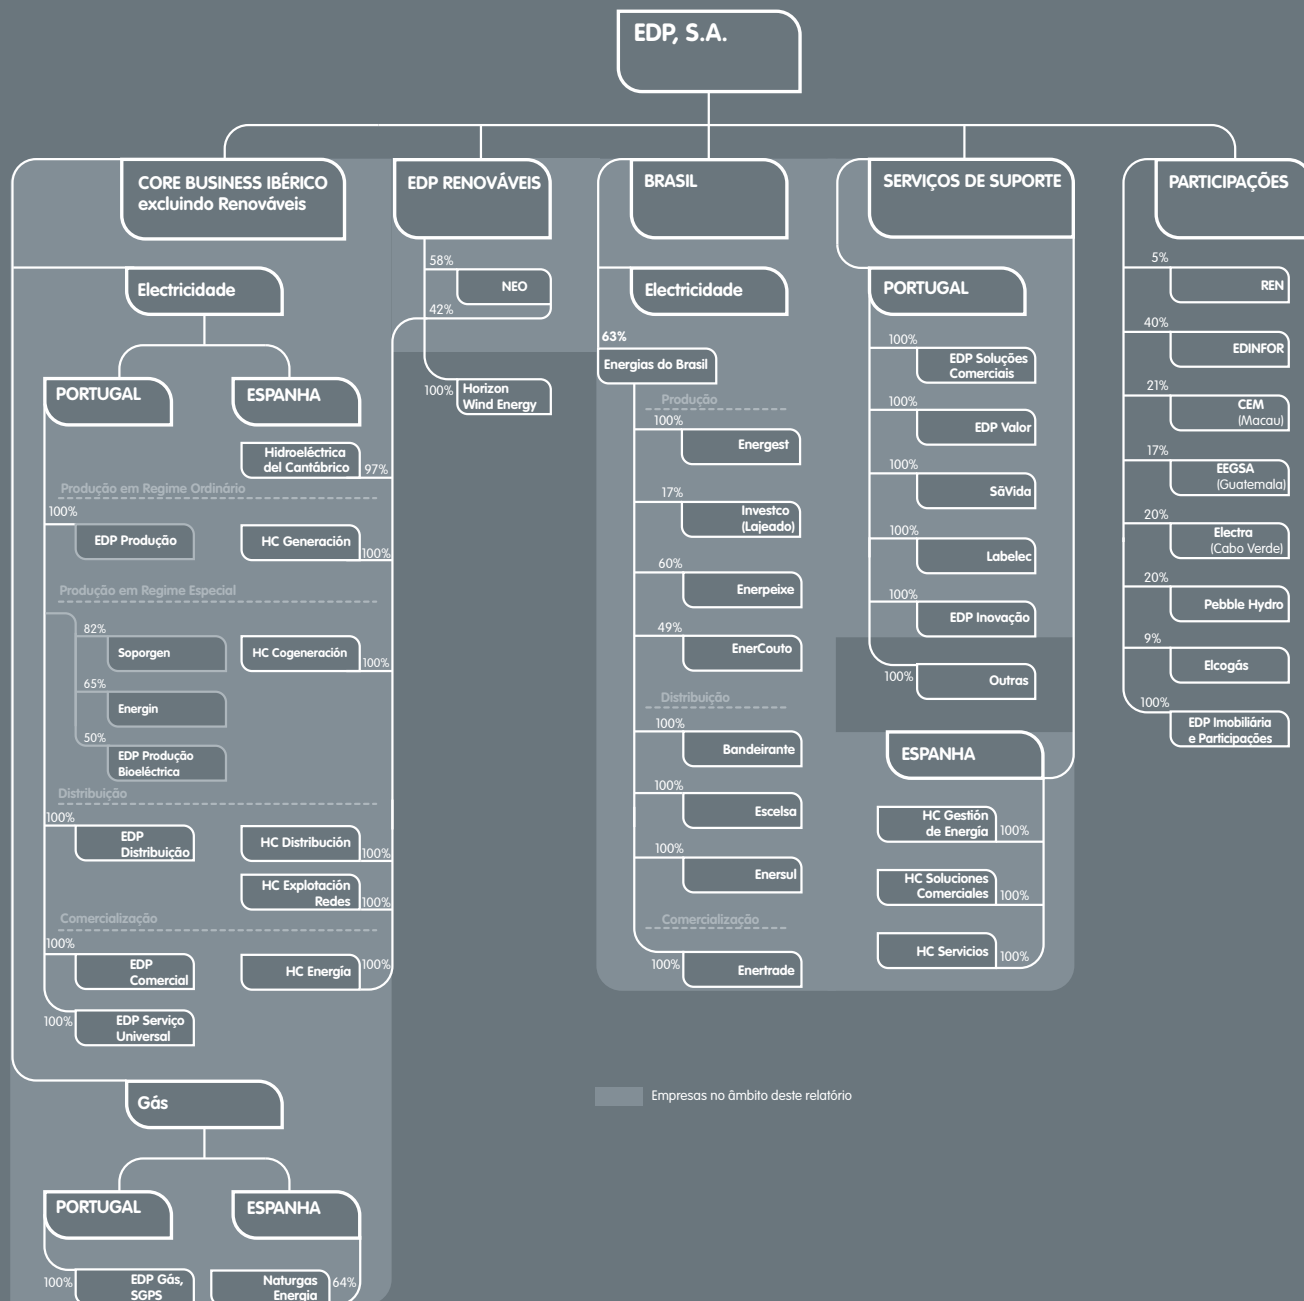 EDP, S.A.
CORE BUSINESS IBÉRICO
excluindo Renováveis
Electricidade
PORTUGAL
ESPANHA
Hidroeléctrica
del Cantábrico
97%
Produção em Regime Ordinário
100%
EDP Produção
HC Generación
100%
Produção em Regime Especial
82%
Soporgen
HC Cogeneración
100%
65%
Energin
50%
EDP Produção
Bioeléctrica
Distribuição
100%
EDP
Distribuição
HC Distribución
100%
HC Explotación
Redes
100%
Comercialização
100%
EDP
Comercial
HC Energía
100%
100%
EDP Serviço
Universal
Gás
PORTUGAL
ESPANHA
100%
EDP Gás,
SGPS
Naturgas
Energia
64%
EDP RENOVÁVEIS
58%
NEO
42%
100%
Horizon
Wind Energy
BRASIL
Electricidade
63%
Energias do Brasil
Produção
100%
Energest
17%
Investco
(Lajeado)
60%
Enerpeixe
49%
EnerCouto
Distribuição
100%
Bandeirante
100%
Escelsa
100%
Enersul
Comercialização
100%
Enertrade
SERVIÇOS DE SUPORTE
PORTUGAL
100%
EDP Soluções
Comerciais
100%
EDP Valor
100%
SãVida
100%
Labelec
100%
EDP Inovação
100%
Outras
ESPANHA
HC Gestión
de Energía
100%
HC Soluciones
Comerciales
100%
HC Servicios
100%
PARTICIPAÇÕES
5%
REN
40%
EDINFOR
21%
CEM
(Macau)
17%
EEGSA
(Guatemala)
20%
Electra
(Cabo Verde)
20%
Pebble Hydro
9%
Elcogás
100%
EDP Imobiliária
e Participações
Empresas no âmbito deste relatório